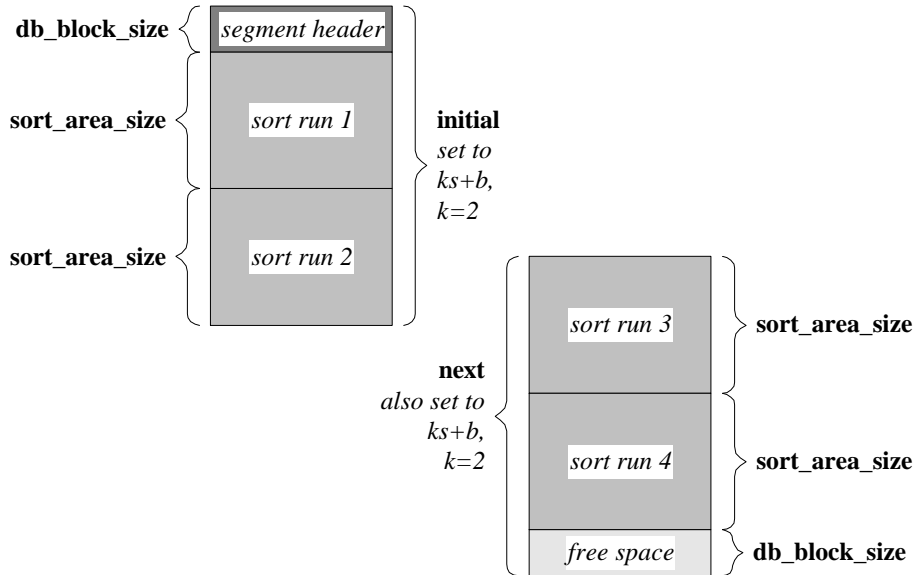 db_block_size
segment header
sort_area_size
sort run 1
initial
set to
ks+b,
k=2
sort_area_size
sort run 2
sort run 3
sort_area_size
next
also set to
ks+b,
k=2
sort run 4
sort_area_size
free space
db_block_size